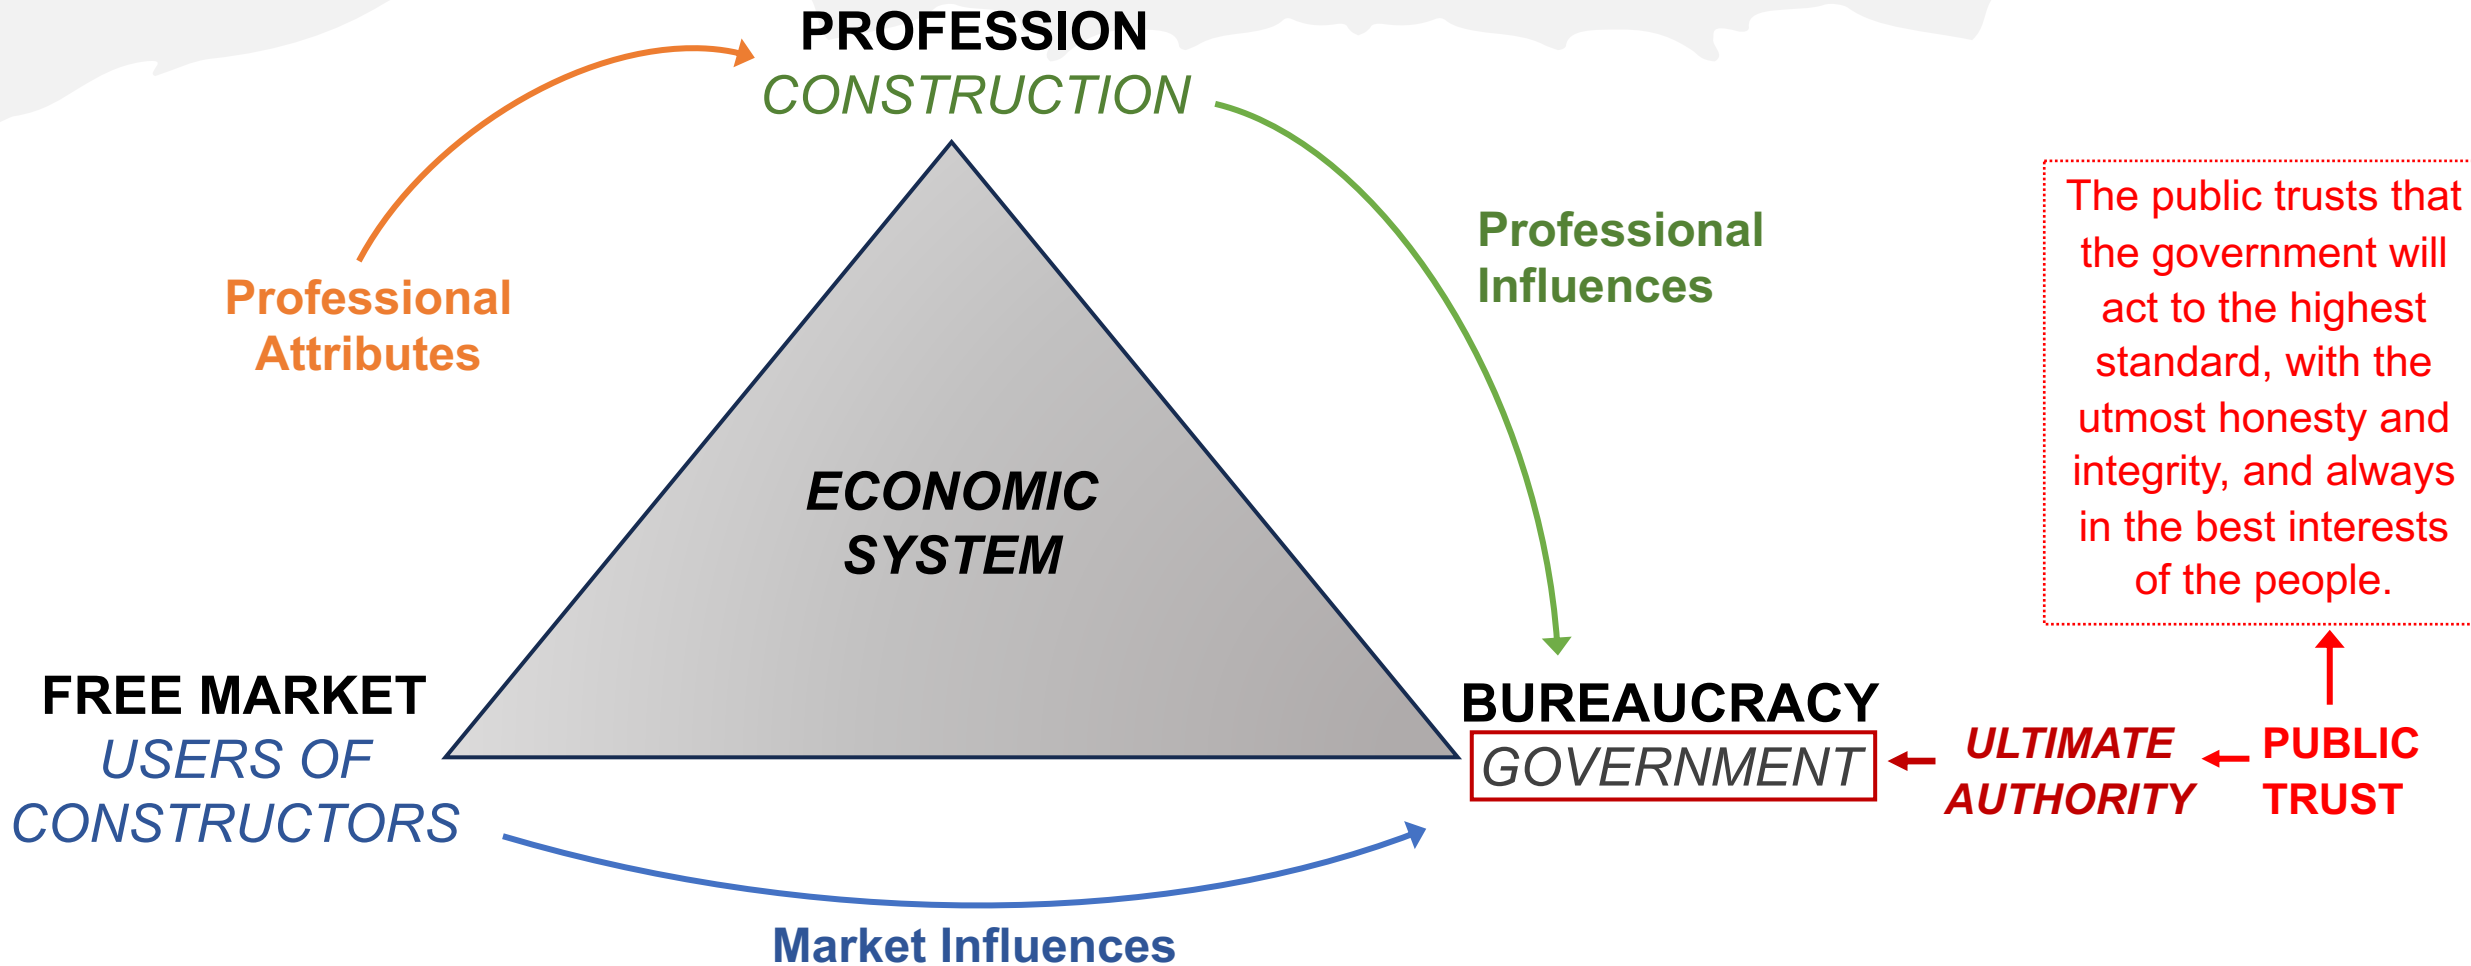 PROFESSION
CONSTRUCTION
Professional
Attributes
Professional
Influences
The public trusts that
the government will
act to the highest
standard, with the
utmost honesty and
integrity, and always
in the best interests
of the people.
ECONOMIC
SYSTEM
FREE MARKET
USERS OF
CONSTRUCTORS
BUREAUCRACY
GOVERNMENT
ULTIMATE
AUTHORITY
PUBLIC
TRUST
Market Influences